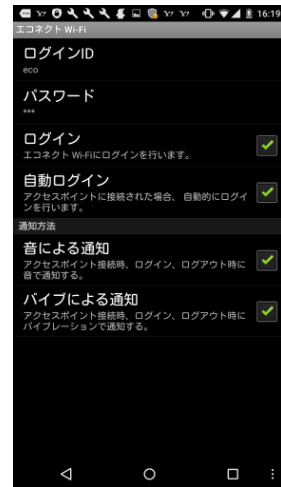 16:19
エコネクト Wi-Fi
ログインID
eco
パスワード
***
ログイン
エコネクト Wi-Fiにログインを行います。
自動ログイン
アクセスポイントに接続された場合、自動的にログイ
ンを行います。
通知方法
音による通知
アクセスポイント接続時、ログイン、ログアウト時に
音で通知する。
バイブによる通知
アクセスポイント接続時、ログイン、ログアウト時に
バイブレーションで通知する。